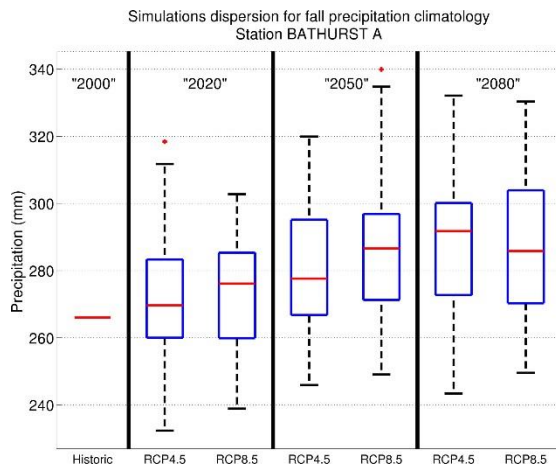 Simulations dispersion for fall precipitation climatology
Station BATHURST A
340
"2000" "2020" "2050" "2080"
320
300
280
260
240
Precipitation (mm)
Historic RCP4.5 RCP8.5 RCP4.5 RCP8.5 RCP4.5 RCP8.5